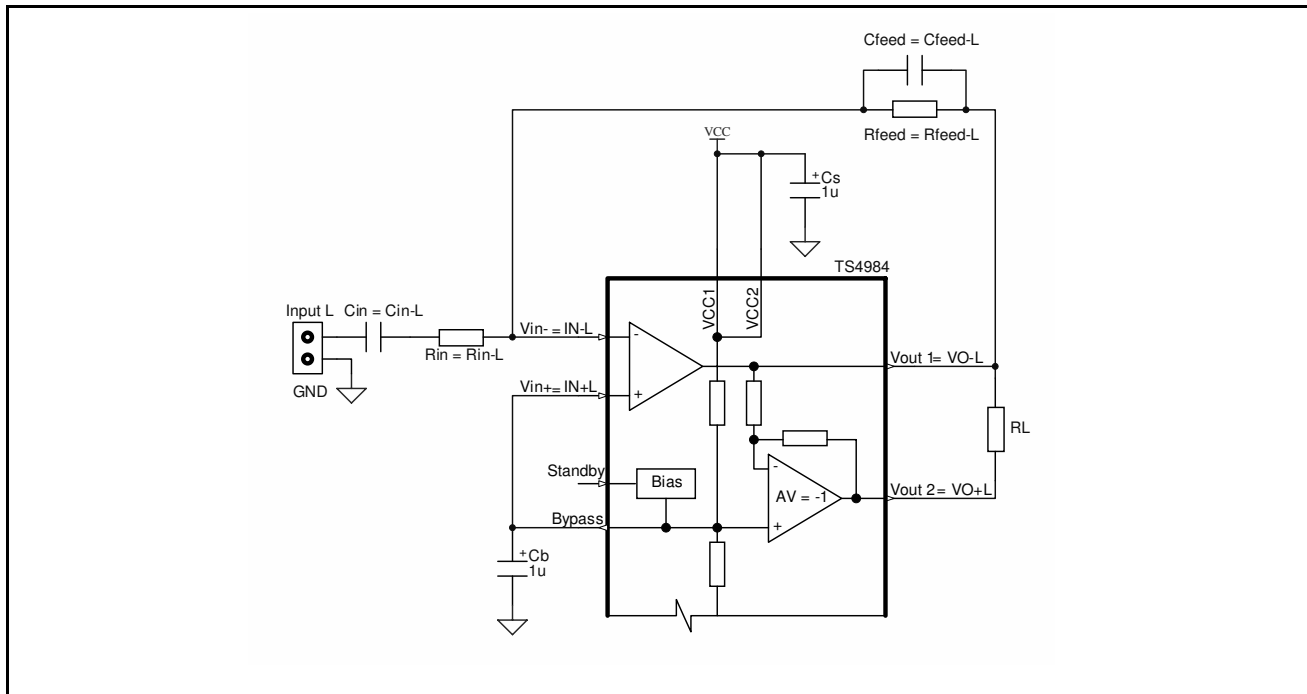 Cfeed = Cfeed-L
Rfeed = Rfeed-L
VCC
+
Cs
1u
TS4984
VCC1
VCC2
Input L
Cin = Cin-L
Rin = Rin-L
GND
Vin- = IN-L
-
Vin+= IN+L
+
Vout 1= VO-L
RL
Standby
Bias
-
AV = -1
+
Vout 2 = VO+L
Bypass
+
Cb
1u